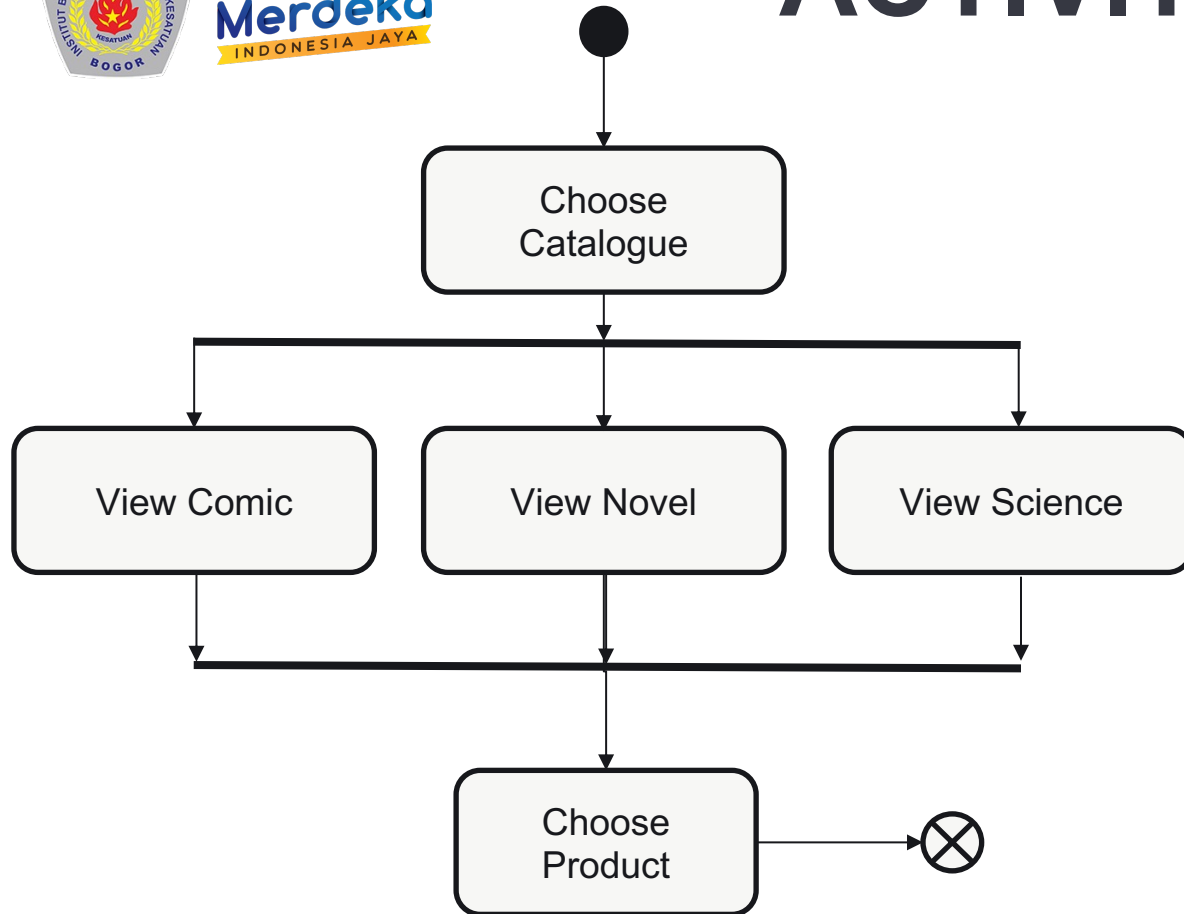 Merdeka
INDONESIA JAYA
KESATUAN
BOGOR
Choose
Catalogue
View Comic
View Novel
View Science
Choose
Product